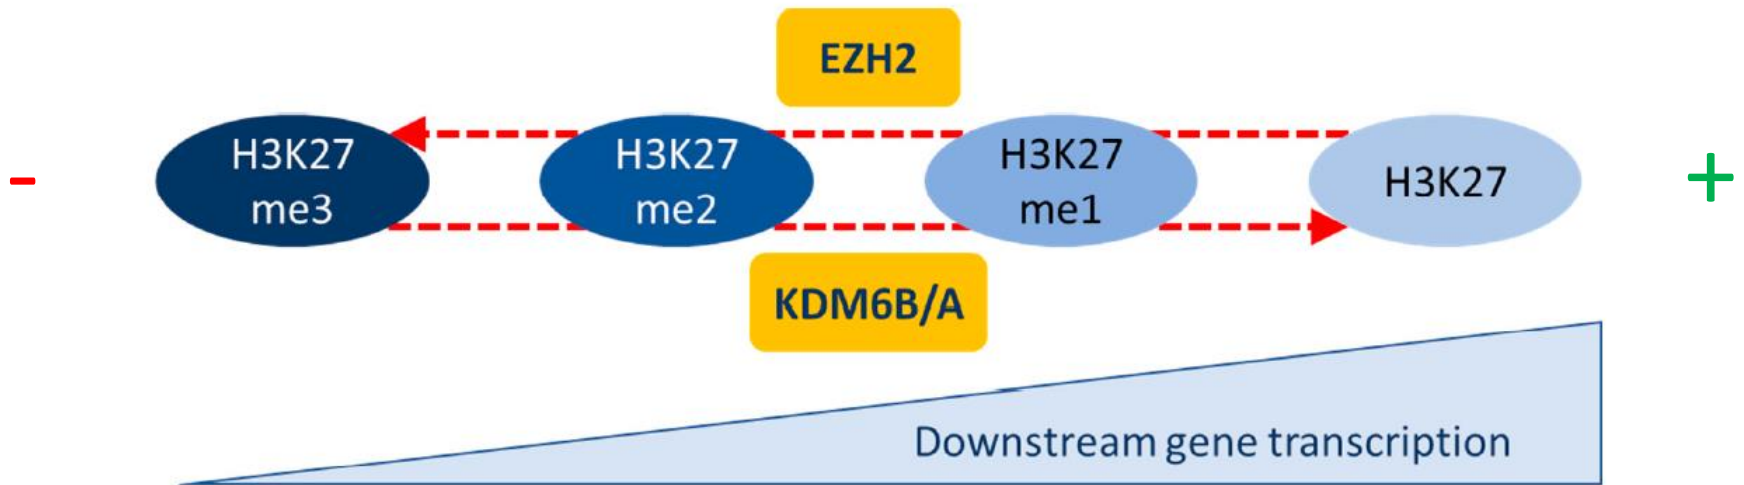 EZH2
H3K27
me3
H3K27
me2
H3K27
me1
H3K27
-
+
KDM6B/A
Downstream gene transcription